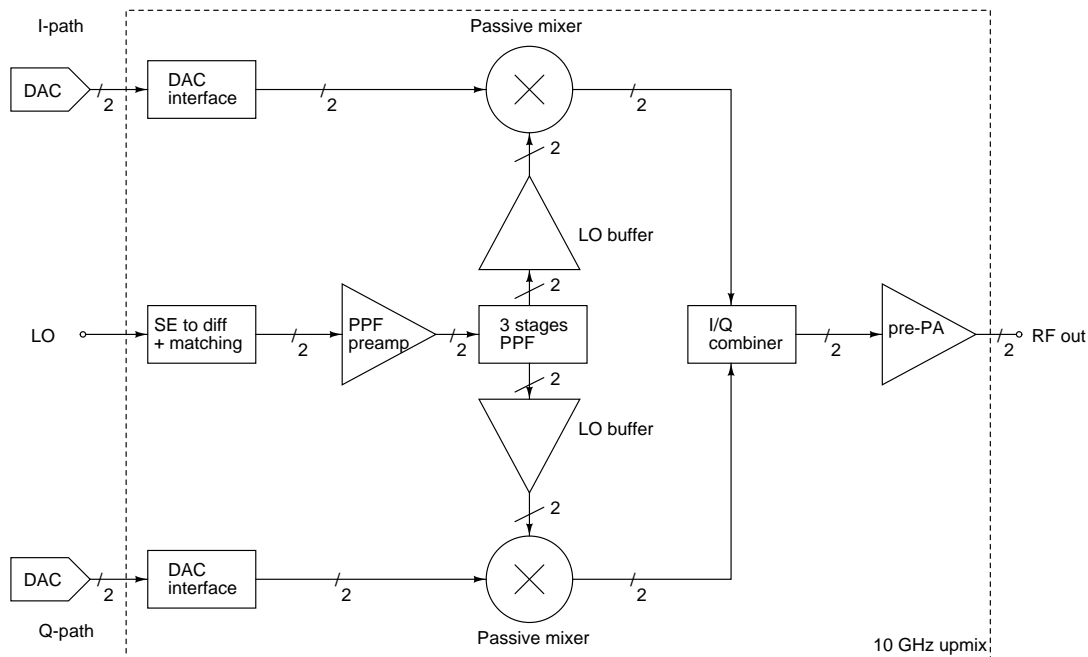 I-path
Passive mixer
DAC
2
DAC
interface
2
2
2
LO buffer
2
LO
SE to diff
+ matching
2
PPF
preamp
2
3 stages
PPF
I/Q
combiner
2
pre-PA
2
RF out
2
LO buffer
2
DAC
2
DAC
interface
2
2
Q-path
Passive mixer
10 GHz upmix